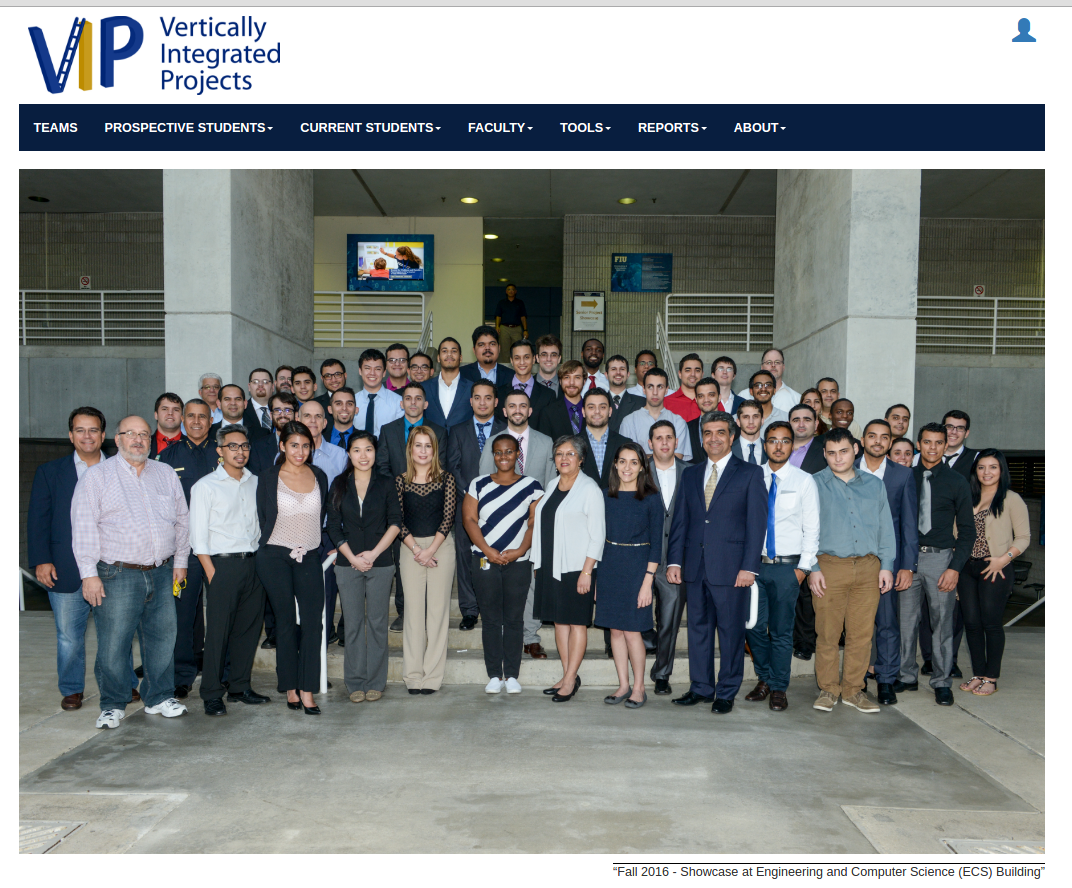 VIP
Vertically
Integrated
Projects
TEAMS
PROSPECTIVE STUDENTS
CURRENT STUDENTS
FACULTY
TOOLS
REPORTS
ABOUT
FIU
“Fall 2016 - Showcase at Engineering and Computer Science (ECS) Building”